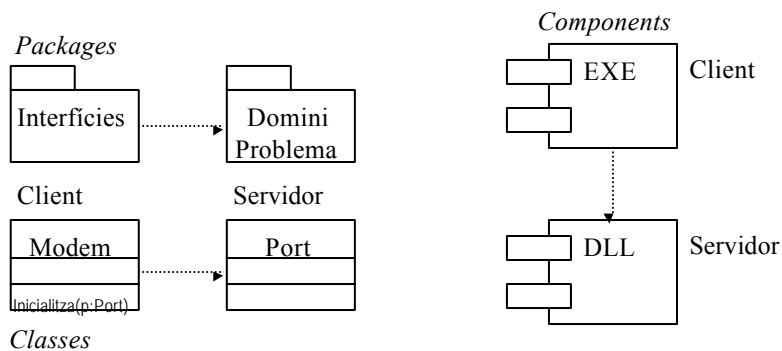 Packages
Interfícies
Domini
Problema
Client
Servidor
Modem
Port
Inicialitza(p:Port)
Classes
Components
EXE
Client
DLL
Servidor